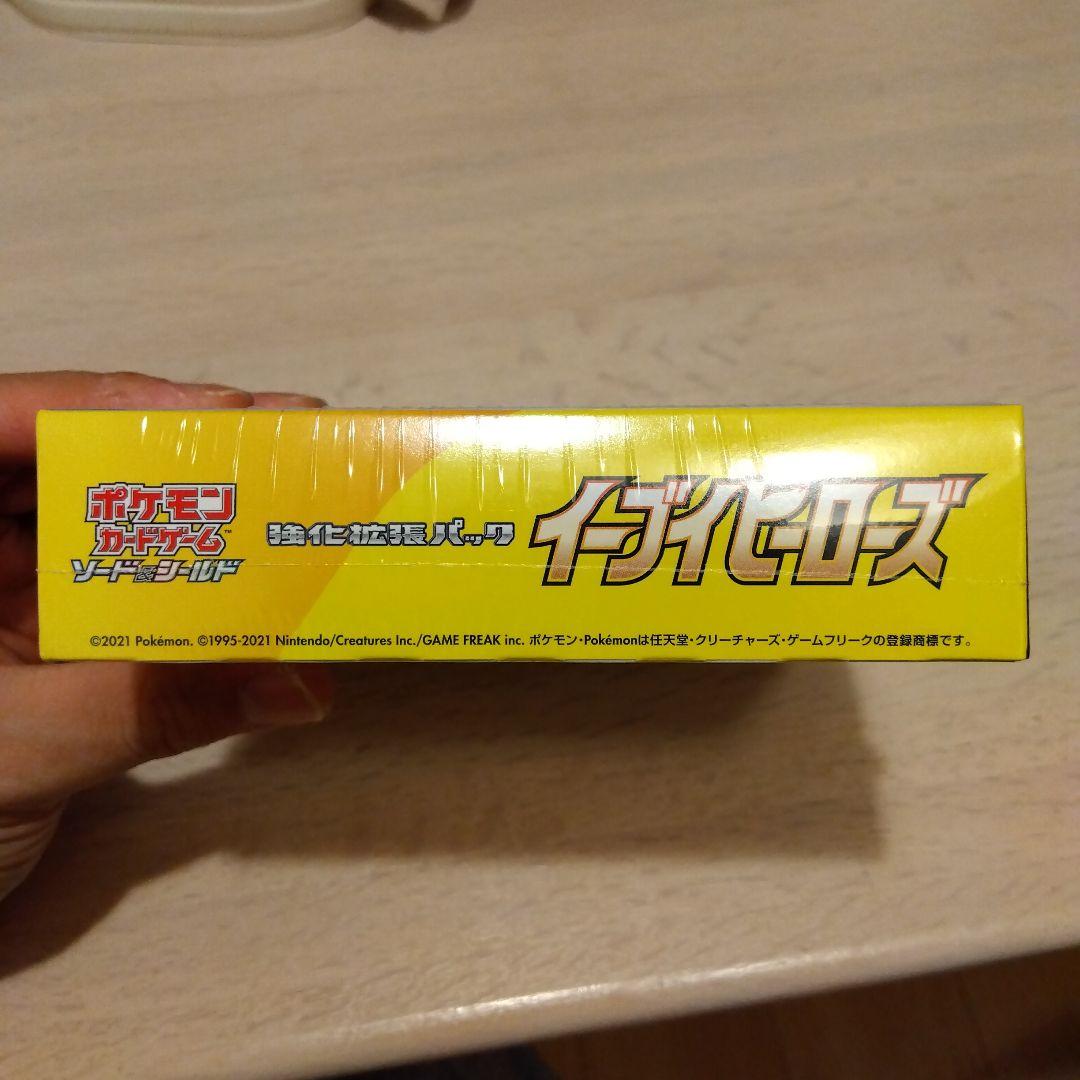 ポケモン
カードゲーム™
ソード&シールド
強化拡張パック
イーブイヒーローズ
©2021 Pokémon. ©1995-2021 Nintendo/Creatures Inc./GAME FREAK inc. ポケモン・Pokémonは任天堂・クリーチャーズ・ゲームフリークの登録商標です。